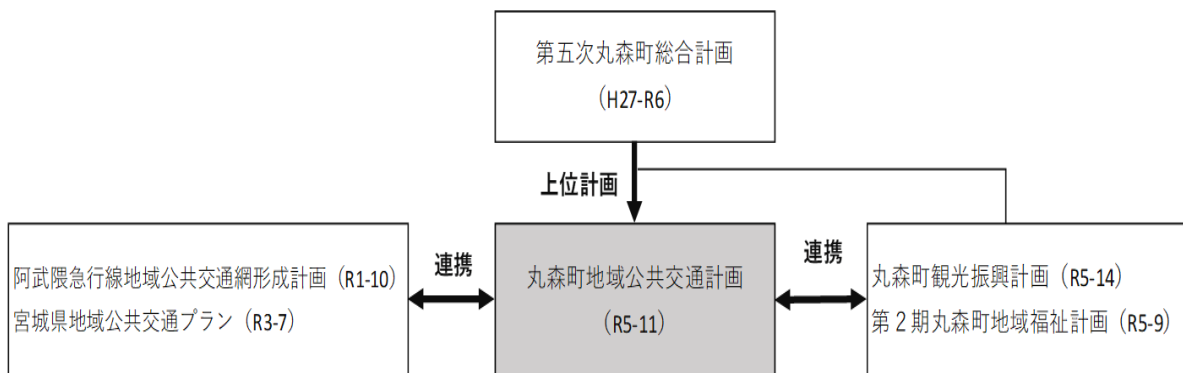 第五次丸森町総合計画
(H27-R6)
上位計画
阿武隈急行線地域公共交通網形成計画（R1-10）
宮城県地域公共交通プラン（R3-7）
連携
丸森町地域公共交通計画
(R5-11)
連携
丸森町観光振興計画（R5-14）
第２期丸森町地域福祉計画（R5-9）